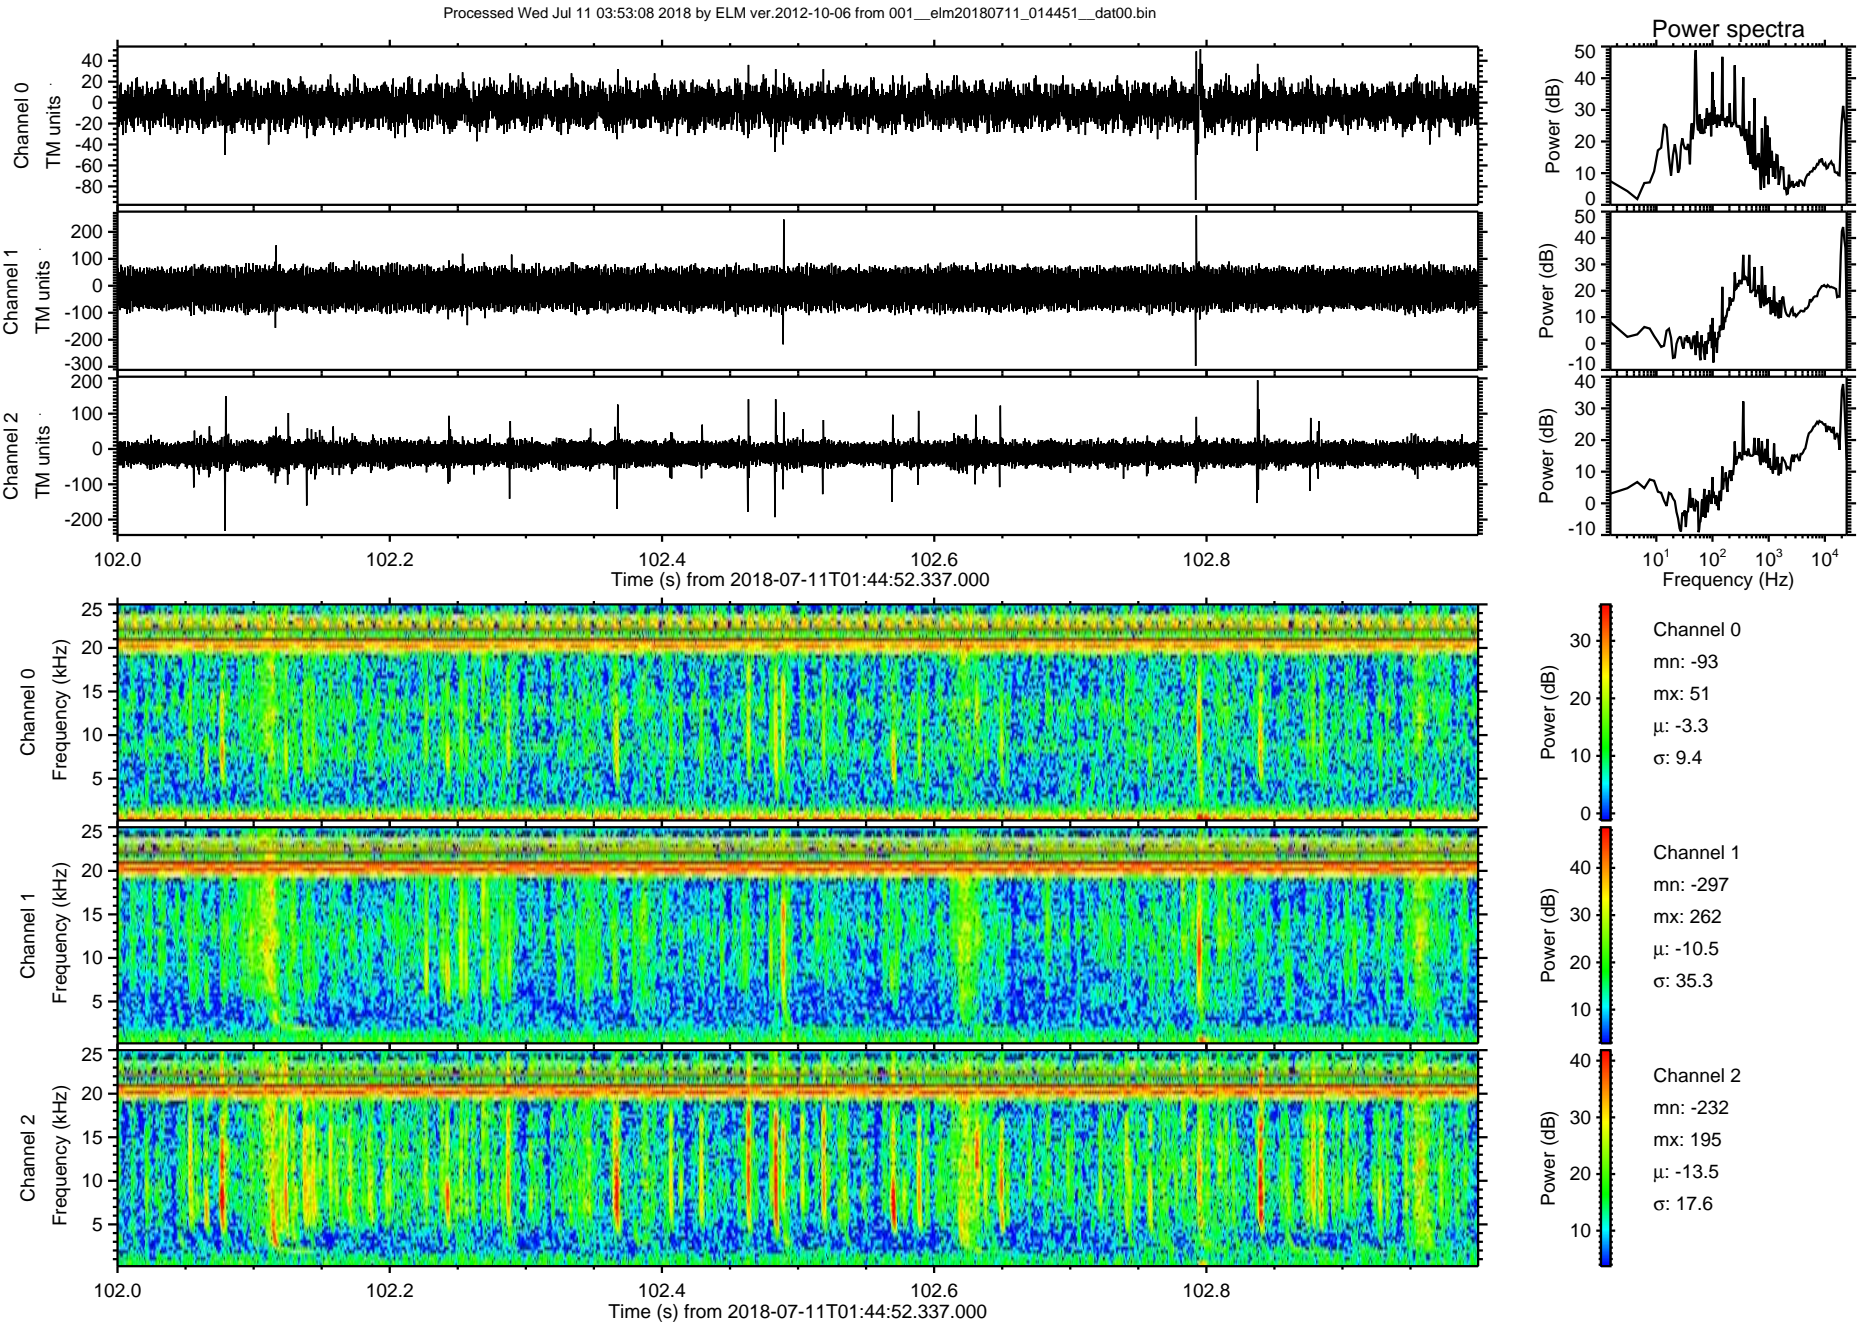 Processed Wed Jul 11 03:53:08 2018 by ELM ver.2012-10-06 from 001__elm20180711_014451__dat00.bin
Power spectra
Channel 0
TM units
40
20
0
-20
-40
-60
-80
Power (dB)
50
40
30
20
10
0
Channel 1
TM units
200
100
0
-100
-200
-300
Power (dB)
50
40
30
20
10
0
-10
Channel 2
TM units
200
100
0
-100
-200
Power (dB)
40
30
20
10
0
-10
102.0 102.2 102.4 102.6 102.8
Time (s) from 2018-07-11T01:44:52.337.000
10^1 10^2 10^3 10^4
Frequency (Hz)
Channel 0
Frequency (kHz)
25
20
15
10
5
Power (dB)
30
20
10
0
Channel 0
mn: -93
mx: 51
μ: -3.3
σ: 9.4
Channel 1
Frequency (kHz)
25
20
15
10
5
Power (dB)
40
30
20
10
Channel 1
mn: -297
mx: 262
μ: -10.5
σ: 35.3
Channel 2
Frequency (kHz)
25
20
15
10
5
Power (dB)
40
30
20
10
Channel 2
mn: -232
mx: 195
μ: -13.5
σ: 17.6
102.0 102.2 102.4 102.6 102.8
Time (s) from 2018-07-11T01:44:52.337.000